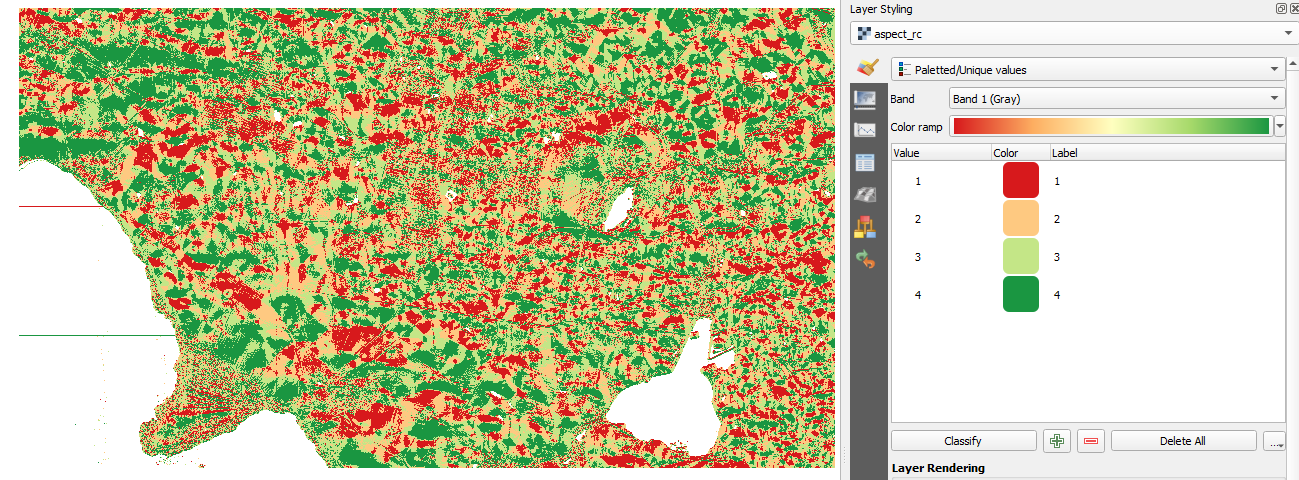 Layer Styling
aspect_rc
Paletted/Unique values
Band Band 1 (Gray)
Color ramp
Value Color Label
1 1
2 2
3 3
4 4
Classify Delete All ...
Layer Rendering